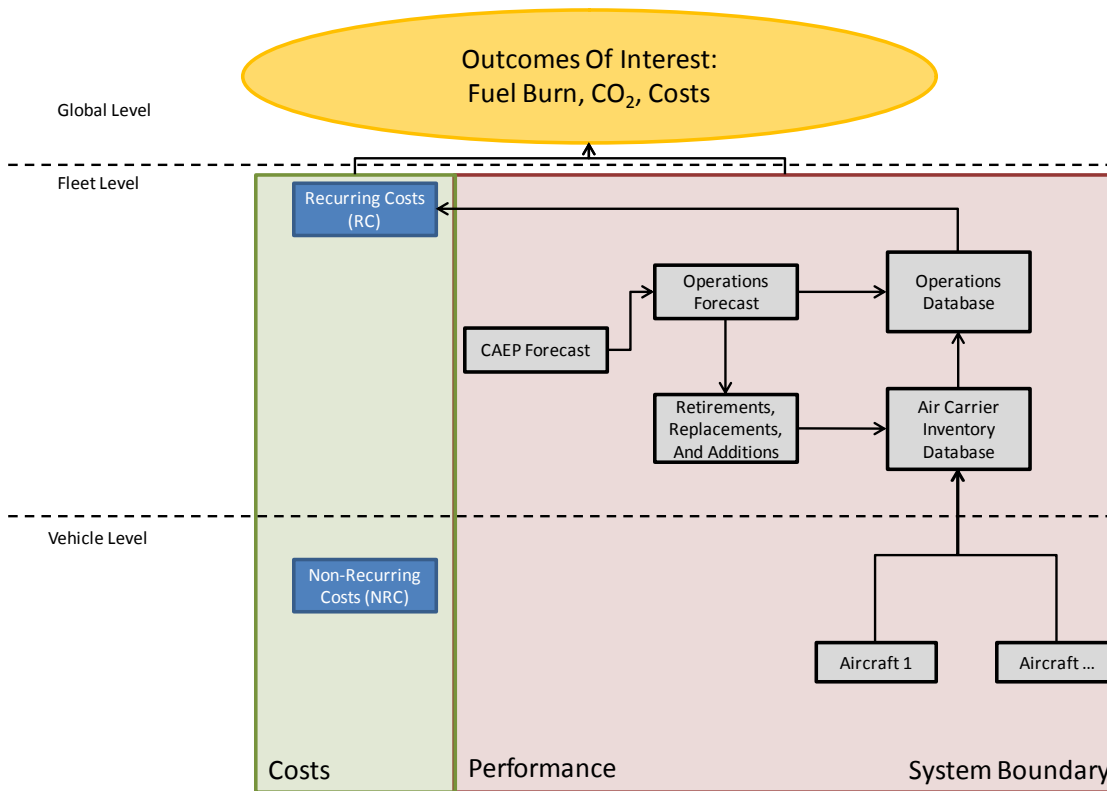 Outcomes Of Interest:
Fuel Burn, CO₂, Costs
Global Level
Fleet Level
Recurring Costs
(RC)
Operations
Forecast
Operations
Database
CAEP Forecast
Retirements,
Replacements,
And Additions
Air Carrier
Inventory
Database
Vehicle Level
Non-Recurring
Costs (NRC)
Aircraft 1
Aircraft ...
Costs
Performance
System Boundary